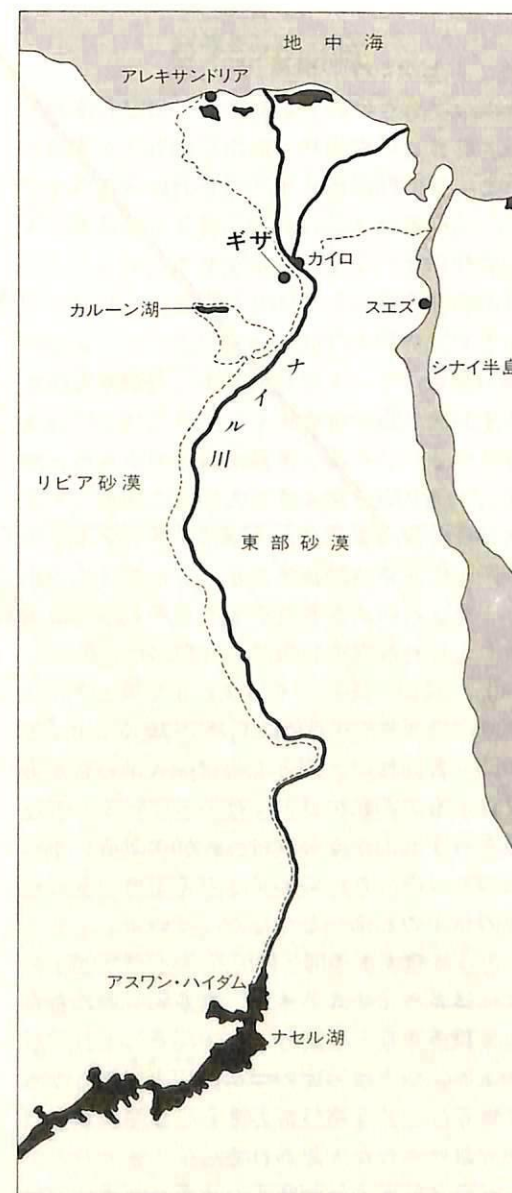 地中海
アレキサンドリア
ギザ
カイロ
カルーン湖
スエズ
シナイ半島
ナイル川
リビア砂漠
東部砂漠
アスワン・ハイダム
ナセル湖